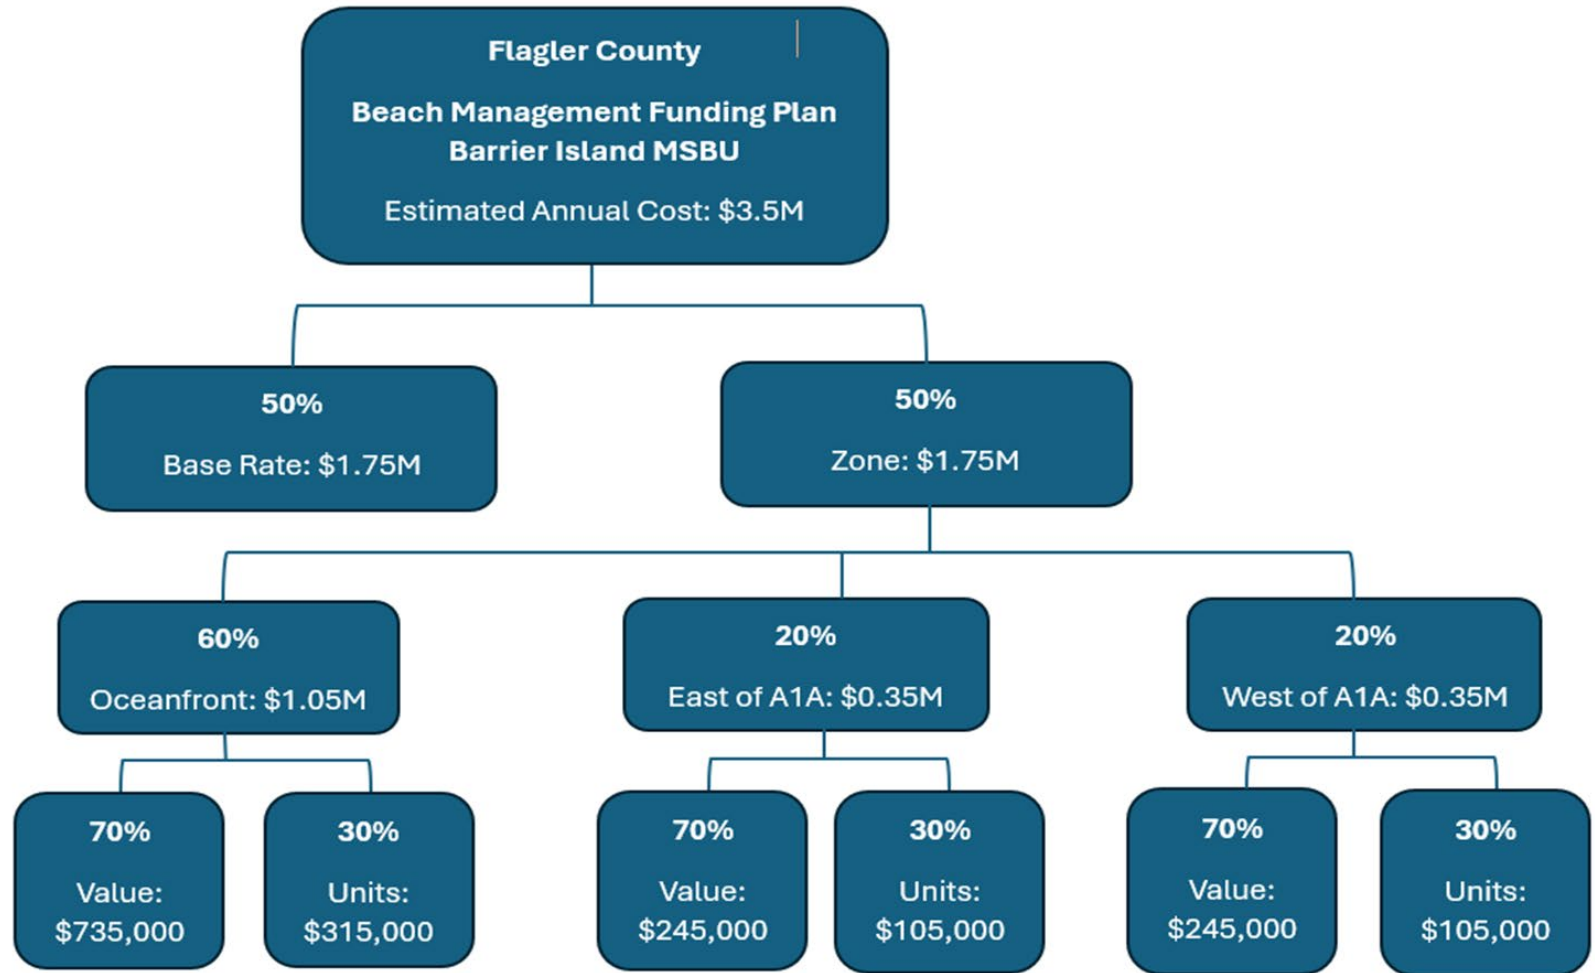 Flagler County
Beach Management Funding Plan
Barrier Island MSBU
Estimated Annual Cost: $3.5M
50%
Base Rate: $1.75M
50%
Zone: $1.75M
60%
Oceanfront: $1.05M
20%
East of A1A: $0.35M
20%
West of A1A: $0.35M
70%
Value:
$735,000
30%
Units:
$315,000
70%
Value:
$245,000
30%
Units:
$105,000
70%
Value:
$245,000
30%
Units:
$105,000